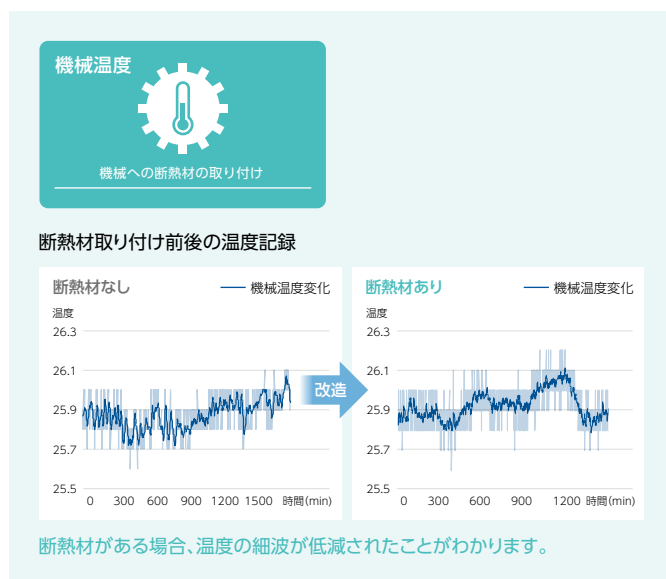 機械温度
機械への断熱材の取り付け
断熱材取り付け前後の温度記録
断熱材なし
機械温度変化
温度
26.3
26.1
25.9
25.7
25.5
0 300 600 900 1200 1500 時間(min)
改造
断熱材あり
機械温度変化
温度
26.3
26.1
25.9
25.7
25.5
0 300 600 900 1200 時間(min)
断熱材がある場合、温度の細波が低減されたことがわかります。